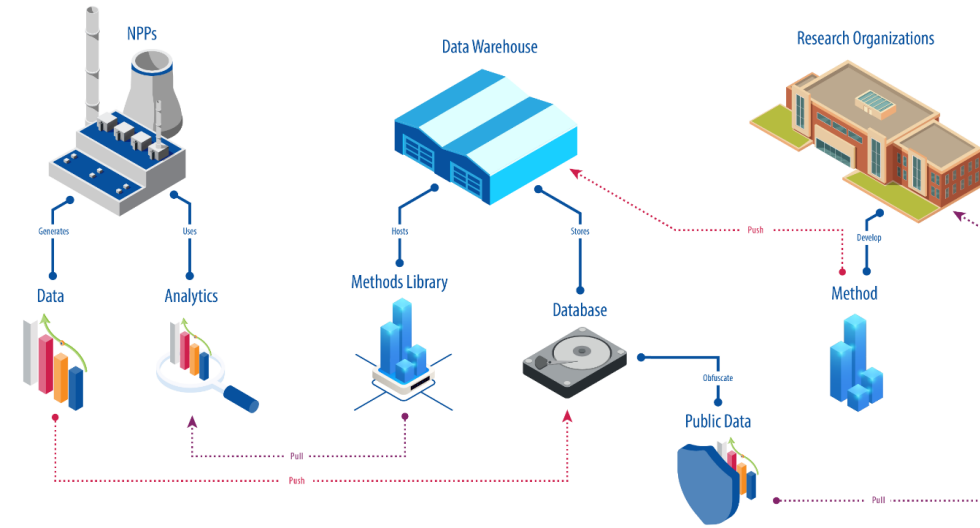 NPPs
Data Warehouse
Research Organizations
Generates
Uses
Hosts
Stores
Push
Develop
Data
Analytics
Methods Library
Database
Method
Obfuscate
Public Data
Pull
Push
Pull